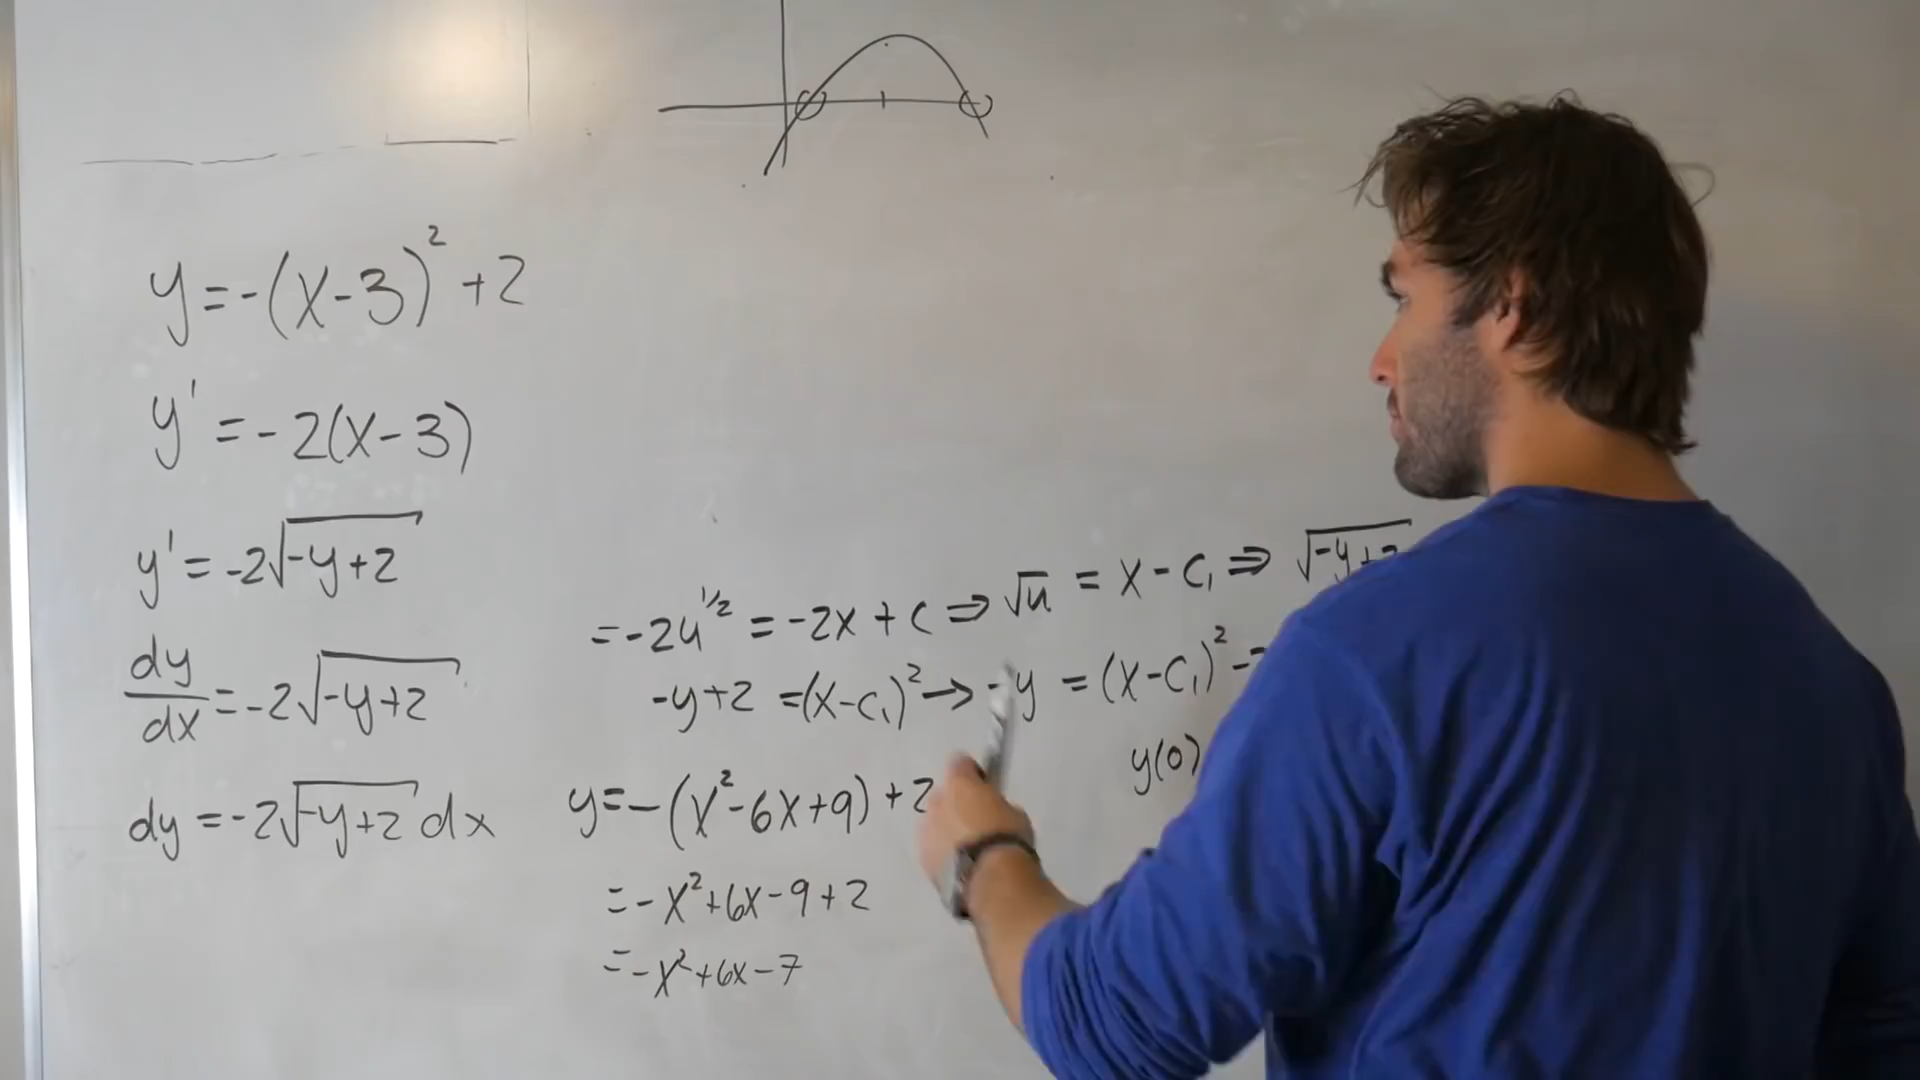 y=-(x-3)²+2
y'=-2(x-3)
y'=-2√(-y+2)
dy/dx=-2√(-y+2)
dy=-2√(-y+2) dx
=-2u^1/2=-2x+c⇒√u=x-c₁⇒√(-y+2)
-y+2=(x-c₁)²→-y=(x-c₁)²-
y(0)
y=-(x²-6x+9)+2
=-x²+6x-9+2
=-x²+6x-7